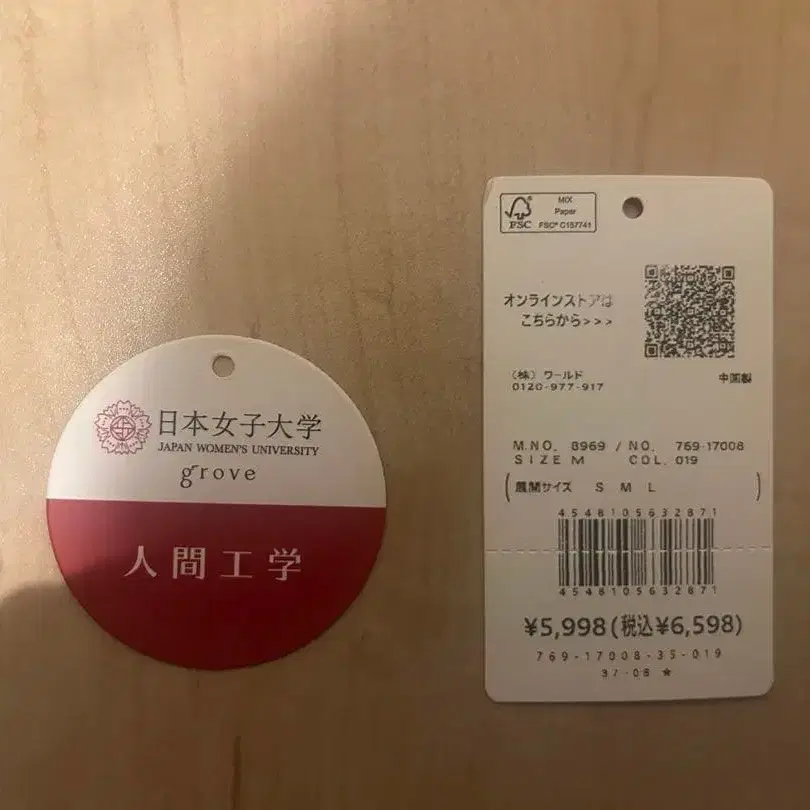 日本女子大学
JAPAN WOMEN'S UNIVERSITY
grove
人間工学
FSC®
MIX
Paper
FSC® C157741
オンラインストアは
こちらから>>>
(株) ワールド
0120-977-917
中国製
M.NO. 8969 / NO. 769-17008
SIZE M COL. 019
(展開サイズ S M L )
4548105632871
4548105632871
¥5,998(税込¥6,598)
769-17008-35-019
37-08 ★